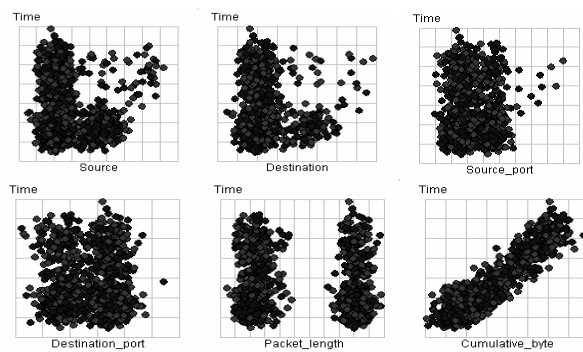 Time
Source
Time
Destination
Time
Source_port
Time
Destination_port
Time
Packet_length
Time
Cumulative_byte